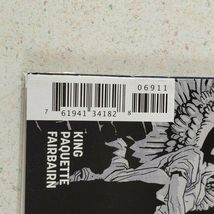 06911
7 61941 34182 8
KING
PAQUETTE
FAIRBAIRN